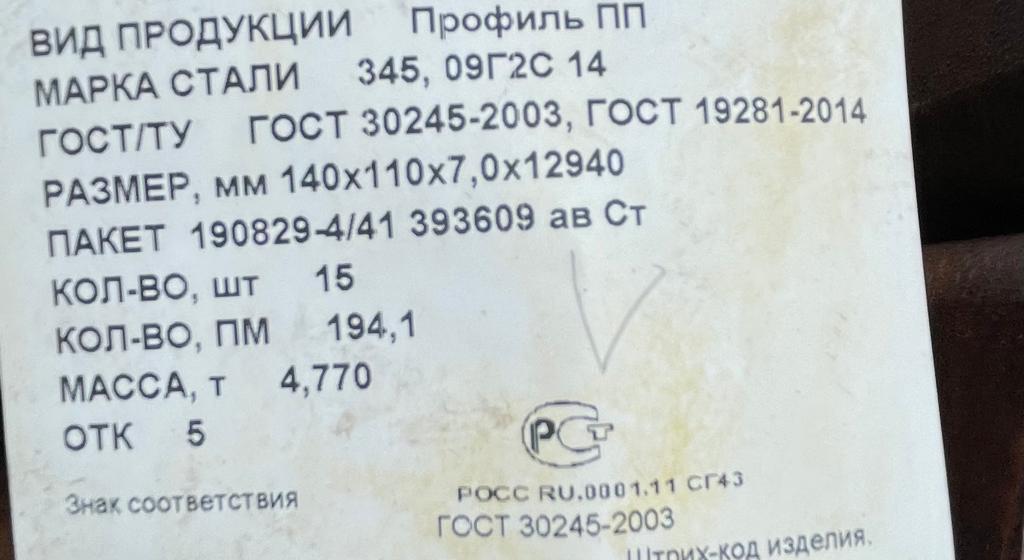 ВИД ПРОДУКЦИИ Профиль ПП
МАРКА СТАЛИ 345, 09Г2С 14
ГОСТ/ТУ ГОСТ 30245-2003, ГОСТ 19281-2014
РАЗМЕР, мм 140х110х7,0х12940
ПАКЕТ 190829-4/41 393609 ав Ст
КОЛ-ВО, шт 15
КОЛ-ВО, ПМ 194,1
МАССА, т 4,770
ОТК 5
РСТ
Знак соответствия
РОСС RU.0001.11 СГ43
ГОСТ 30245-2003
Штрих-код изделия.